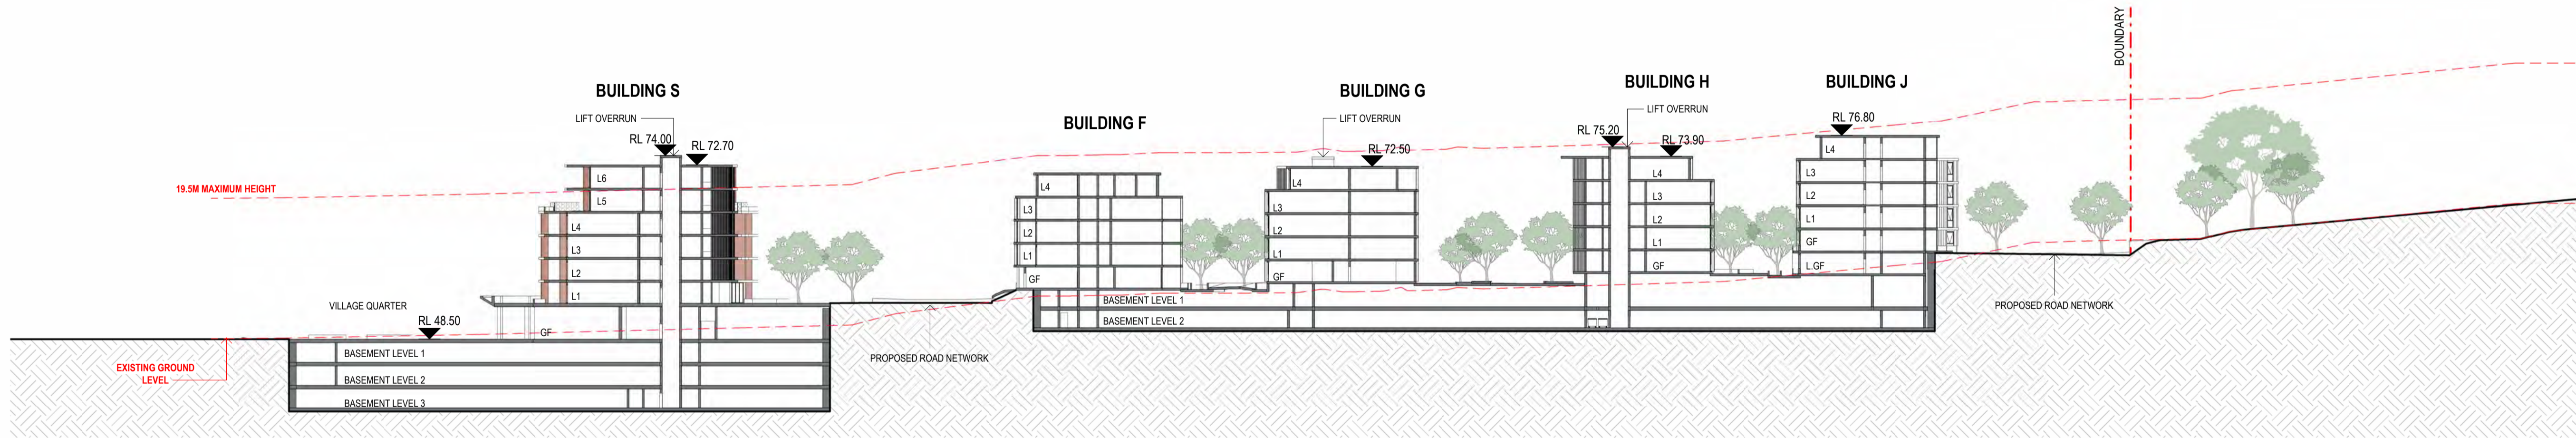 BOUNDARY
BUILDING S
LIFT OVERRUN
RL 74.00
RL 72.70
19.5M MAXIMUM HEIGHT
L6
L5
L4
L3
L2
L1
GF
VILLAGE QUARTER
RL 48.50
BASEMENT LEVEL 1
BASEMENT LEVEL 2
BASEMENT LEVEL 3
EXISTING GROUND
LEVEL
PROPOSED ROAD NETWORK
BUILDING F
L4
L3
L2
L1
GF
BASEMENT LEVEL 1
BASEMENT LEVEL 2
BUILDING G
LIFT OVERRUN
RL 72.50
L4
L3
L2
L1
GF
BUILDING H
LIFT OVERRUN
RL 75.20
RL 73.90
L4
L3
L2
L1
GF
BUILDING J
RL 76.80
L4
L3
L2
L1
GF
L.GF
PROPOSED ROAD NETWORK